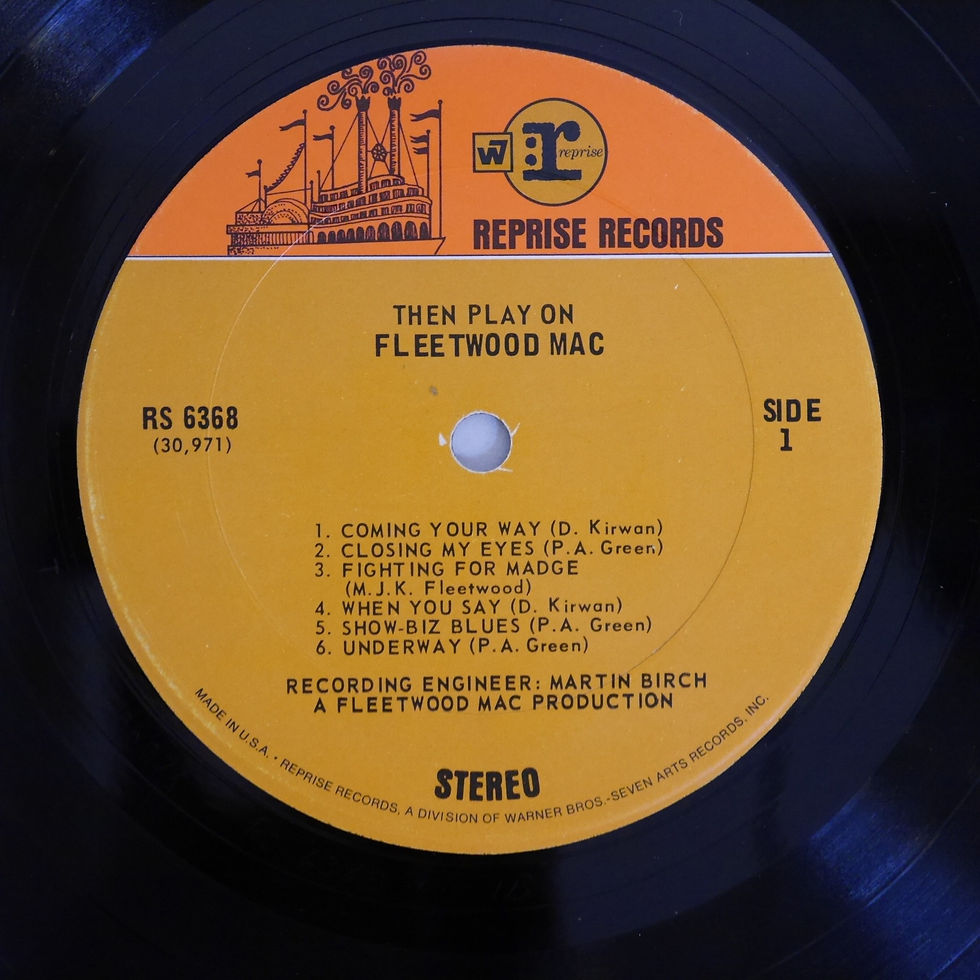 W7
r
reprise
REPRISE RECORDS
THEN PLAY ON
FLEETWOOD MAC
RS 6368
(30,971)
SIDE
1
1. COMING YOUR WAY (D. Kirwan)
2. CLOSING MY EYES (P.A. Green)
3. FIGHTING FOR MADGE
(M.J.K. Fleetwood)
4. WHEN YOU SAY (D. Kirwan)
5. SHOW-BIZ BLUES (P.A. Green)
6. UNDERWAY (P.A. Green)
RECORDING ENGINEER: MARTIN BIRCH
A FLEETWOOD MAC PRODUCTION
STEREO
MADE IN U.S.A. • REPRISE RECORDS, A DIVISION OF WARNER BROS.-SEVEN ARTS RECORDS, INC.